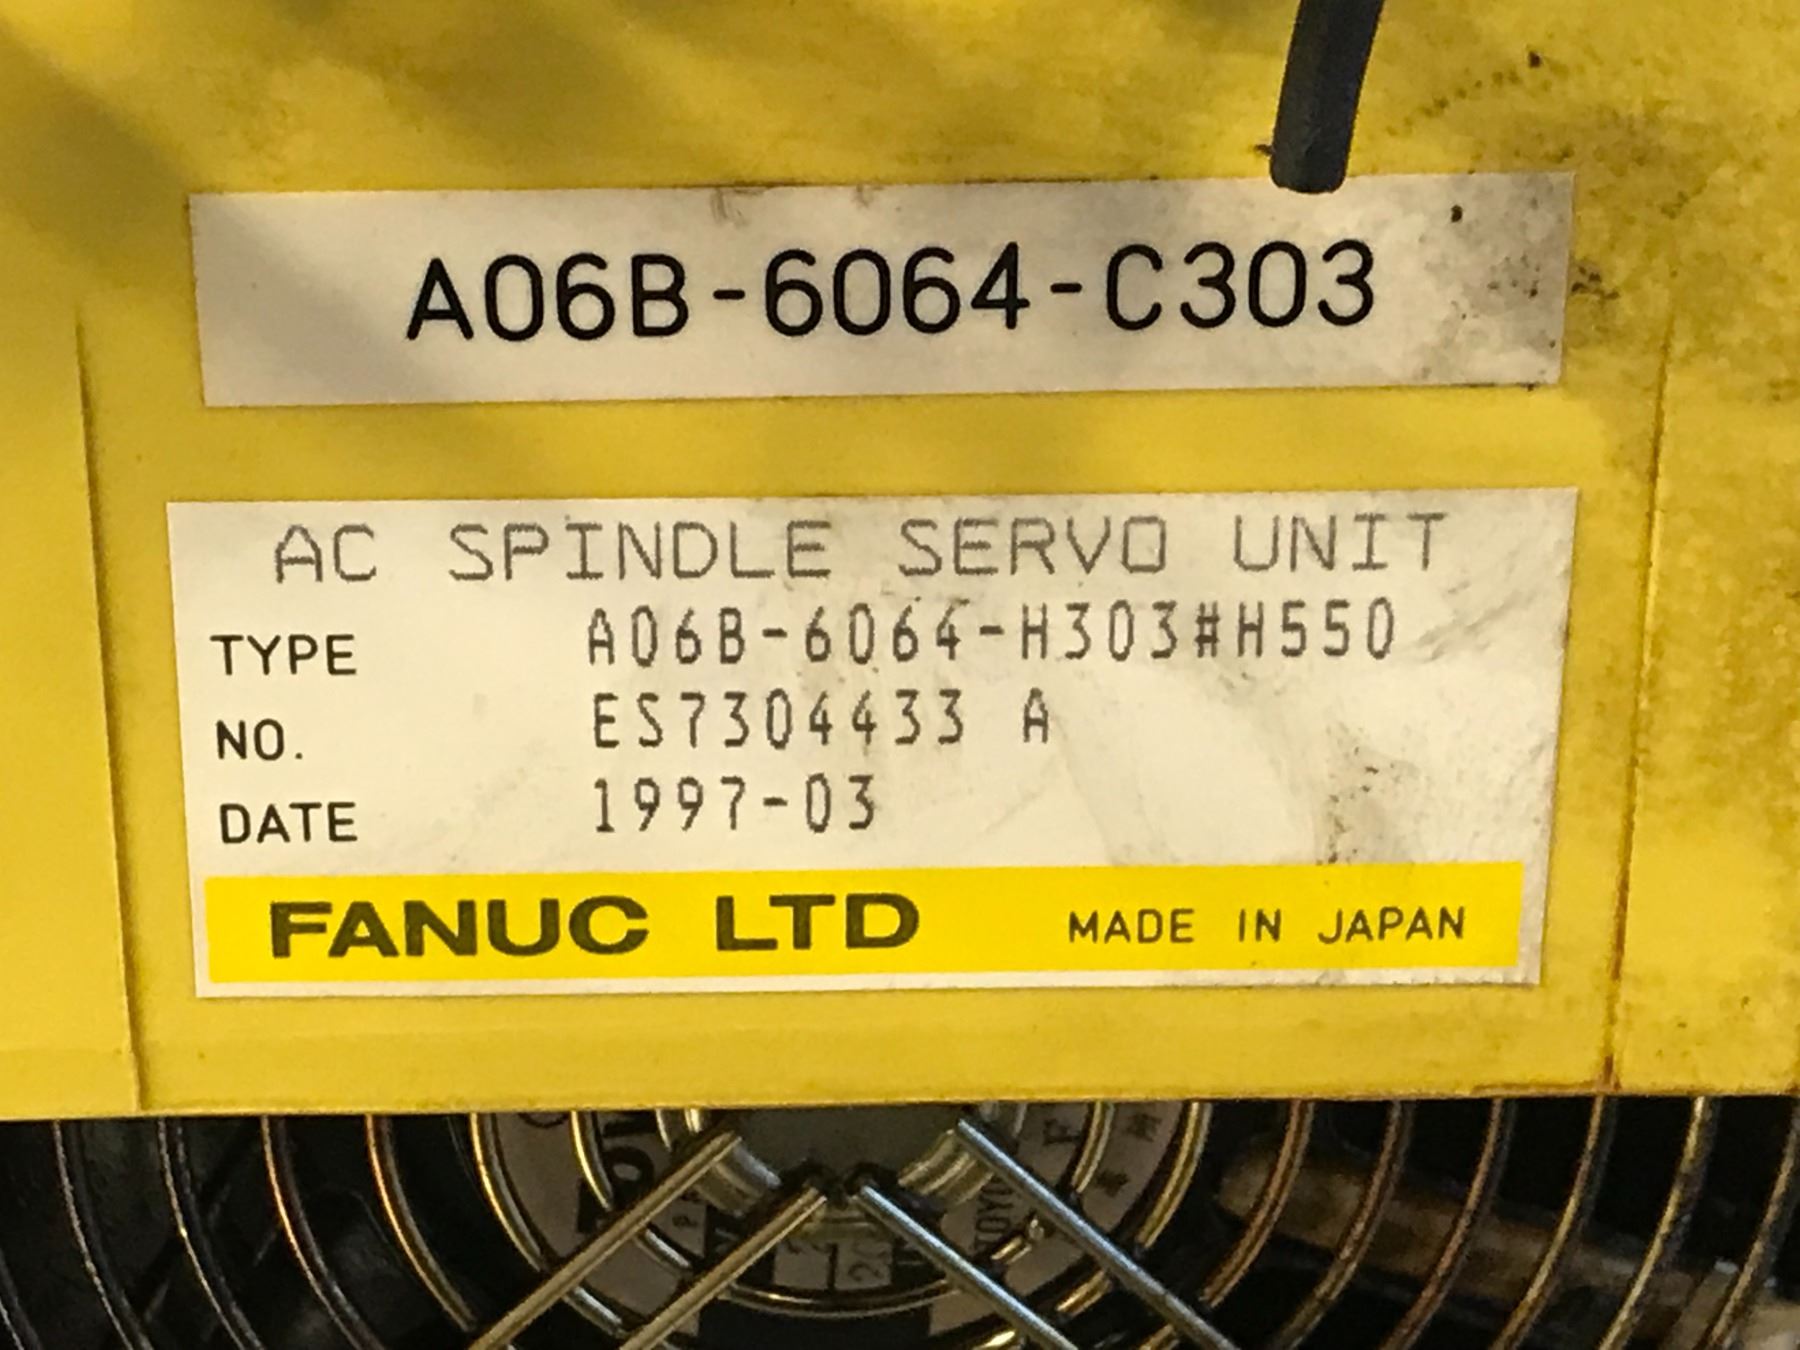 A06B-6064-C303
AC SPINDLE SERVO UNIT
TYPE A06B-6064-H303#H550
NO. ES7304433 A
DATE 1997-03
FANUC LTD MADE IN JAPAN